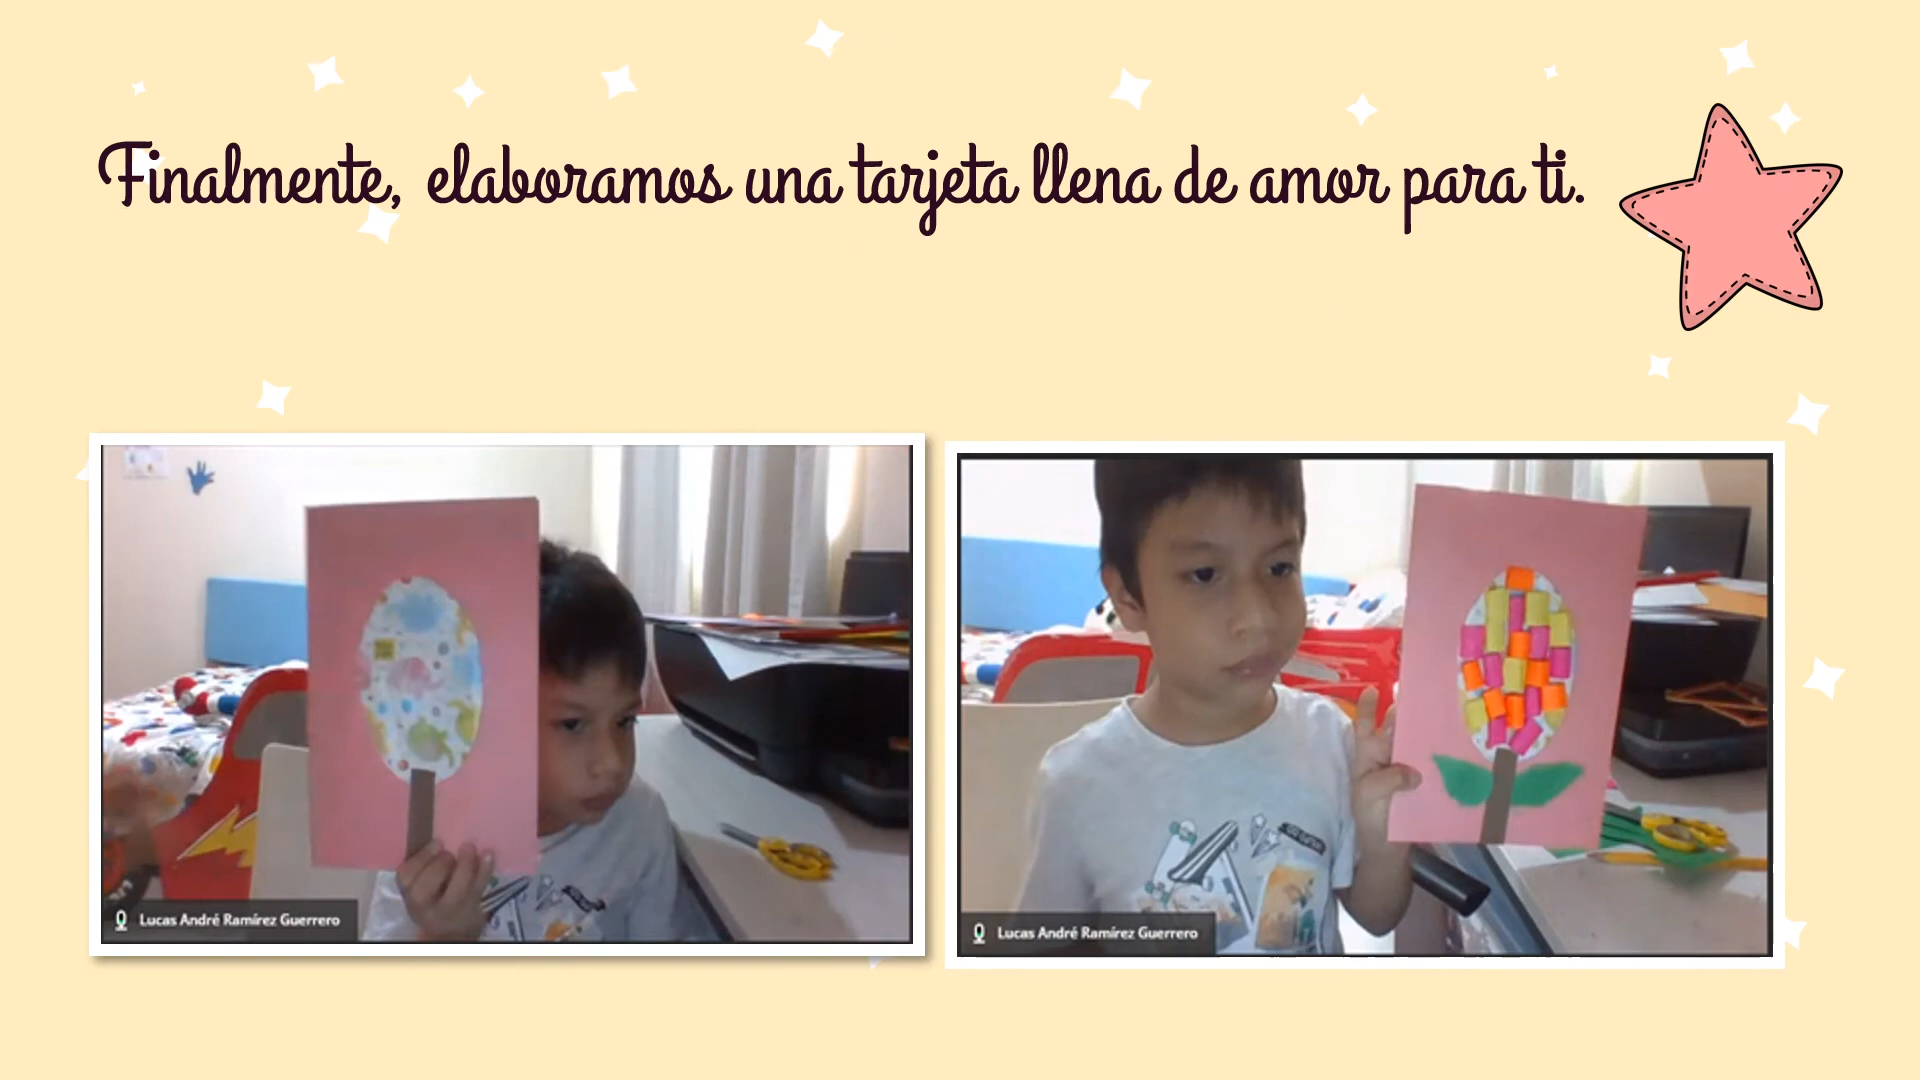 Finalmente, elaboramos una tarjeta llena de amor para ti.
Lucas André Ramírez Guerrero
Lucas André Ramírez Guerrero